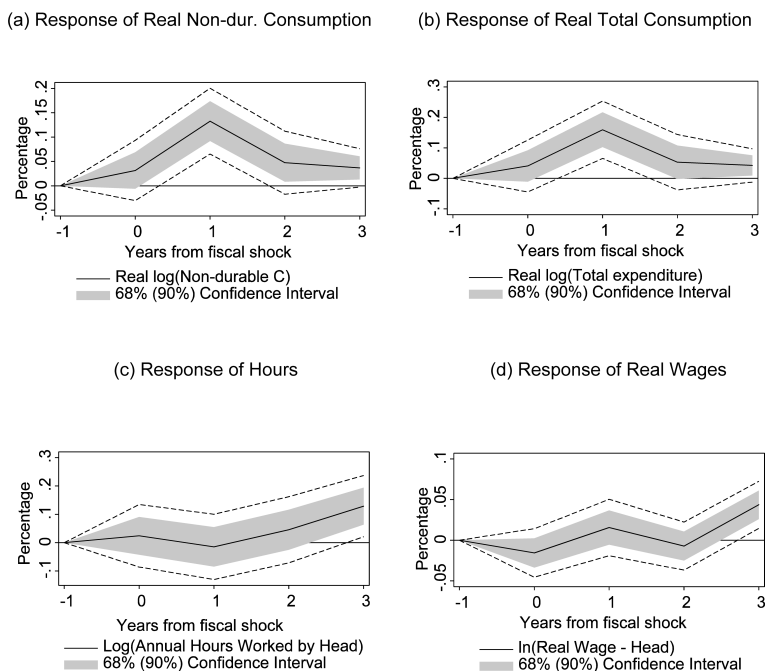 (a) Response of Real Non-dur. Consumption
Percentage
-.05 0 .05 .1 .15 .2
-1 0 1 2 3
Years from fiscal shock
Real log(Non-durable C)
68% (90%) Confidence Interval
(b) Response of Real Total Consumption
Percentage
-.1 0 .1 .2 .3
-1 0 1 2 3
Years from fiscal shock
Real log(Total expenditure)
68% (90%) Confidence Interval
(c) Response of Hours
Percentage
-.1 0 .1 .2 .3
-1 0 1 2 3
Years from fiscal shock
Log(Annual Hours Worked by Head)
68% (90%) Confidence Interval
(d) Response of Real Wages
Percentage
-.05 0 .05 .1
-1 0 1 2 3
Years from fiscal shock
ln(Real Wage - Head)
68% (90%) Confidence Interval